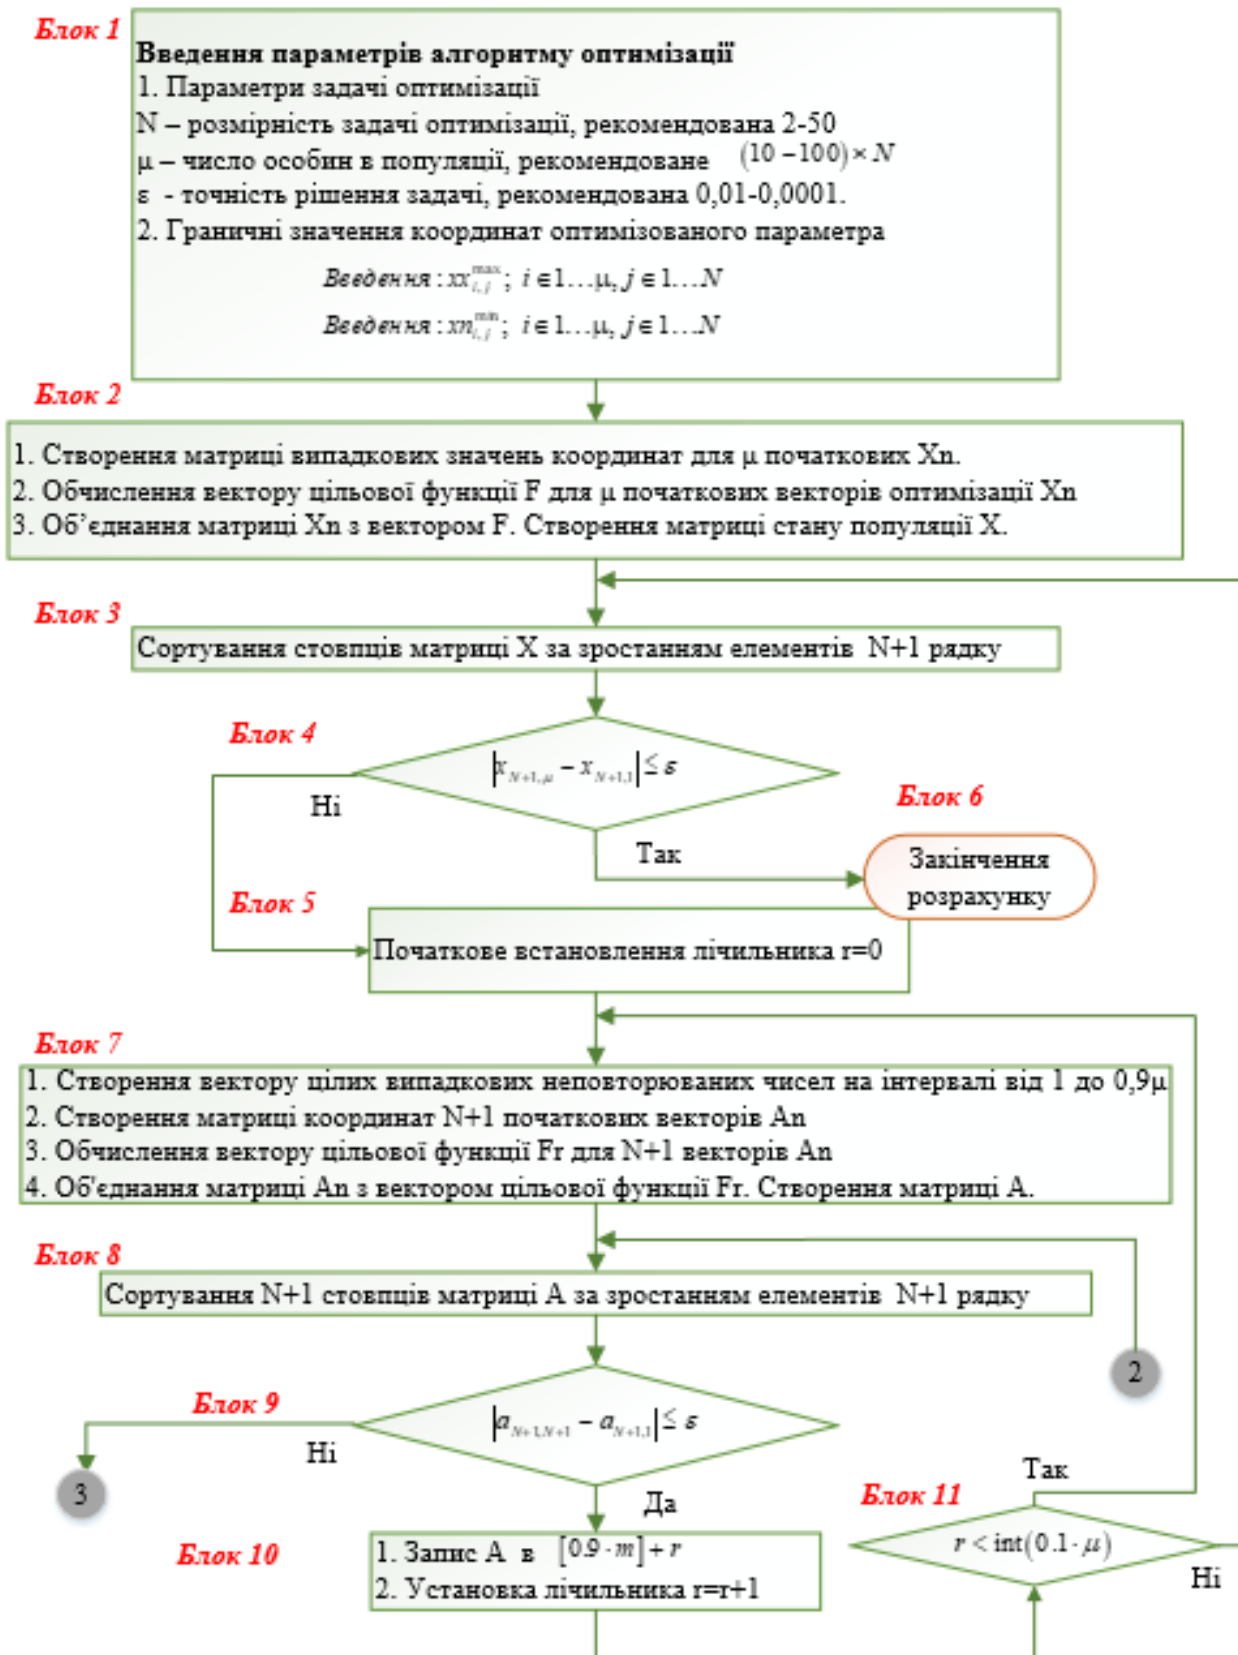 Блок 1
Введення параметрів алгоритму оптимізації
1. Параметри задачі оптимізації
N – розмірність задачі оптимізації, рекомендована 2-50
μ – число особин в популяції, рекомендоване (10 – 100) × N
ε - точність рішення задачі, рекомендована 0,01-0,0001.
2. Граничні значення координат оптимізованого параметра
Введення : xx_{i,j}^{max}; i ∈ 1…μ, j ∈ 1…N
Введення : xn_{i,j}^{min}; i ∈ 1…μ, j ∈ 1…N
Блок 2
1. Створення матриці випадкових значень координат для μ початкових Xn.
2. Обчислення вектору цільової функції F для μ початкових векторів оптимізації Xn
3. Об’єднання матриці Xn з вектором F. Створення матриці стану популяції X.
Блок 3
Сортування стовпців матриці X за зростанням елементів N+1 рядку
Блок 4
|x_{N+1,μ} – x_{N+1,1}| ≤ ε
Ні
Так
Блок 6
Закінчення
розрахунку
Блок 5
Початкове встановлення лічильника r=0
Блок 7
1. Створення вектору цілих випадкових неповторюваних чисел на інтервалі від 1 до 0,9μ
2. Створення матриці координат N+1 початкових векторів An
3. Обчислення вектору цільової функції Fr для N+1 векторів An
4. Об'єднання матриці An з вектором цільової функції Fr. Створення матриці A.
Блок 8
Сортування N+1 стовпців матриці A за зростанням елементів N+1 рядку
2
Блок 9
|a_{N+1,N+1} – a_{N+1,1}| ≤ ε
Ні
3
Да
Блок 10
1. Запис A в [0.9 · m] + r
2. Установка лічильника r=r+1
Блок 11
Так
r < int(0.1 · μ)
Ні